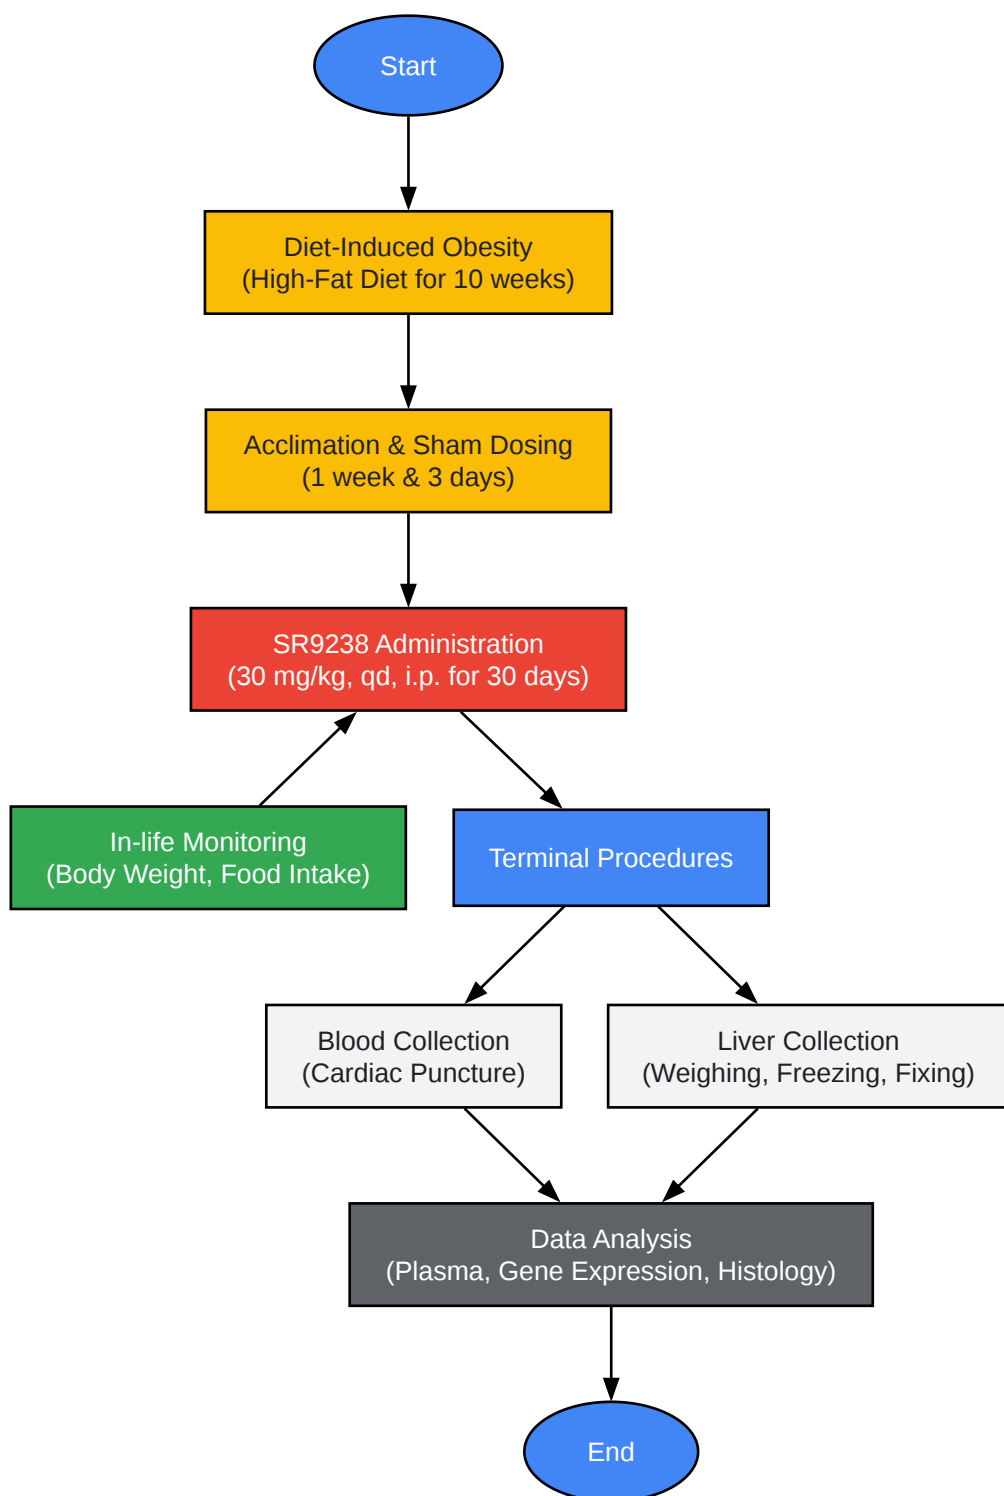 Start
Diet-Induced Obesity
(High-Fat Diet for 10 weeks)
Acclimation & Sham Dosing
(1 week & 3 days)
SR9238 Administration
(30 mg/kg, qd, i.p. for 30 days)
In-life Monitoring
(Body Weight, Food Intake)
Terminal Procedures
Blood Collection
(Cardiac Puncture)
Liver Collection
(Weighing, Freezing, Fixing)
Data Analysis
(Plasma, Gene Expression, Histology)
End